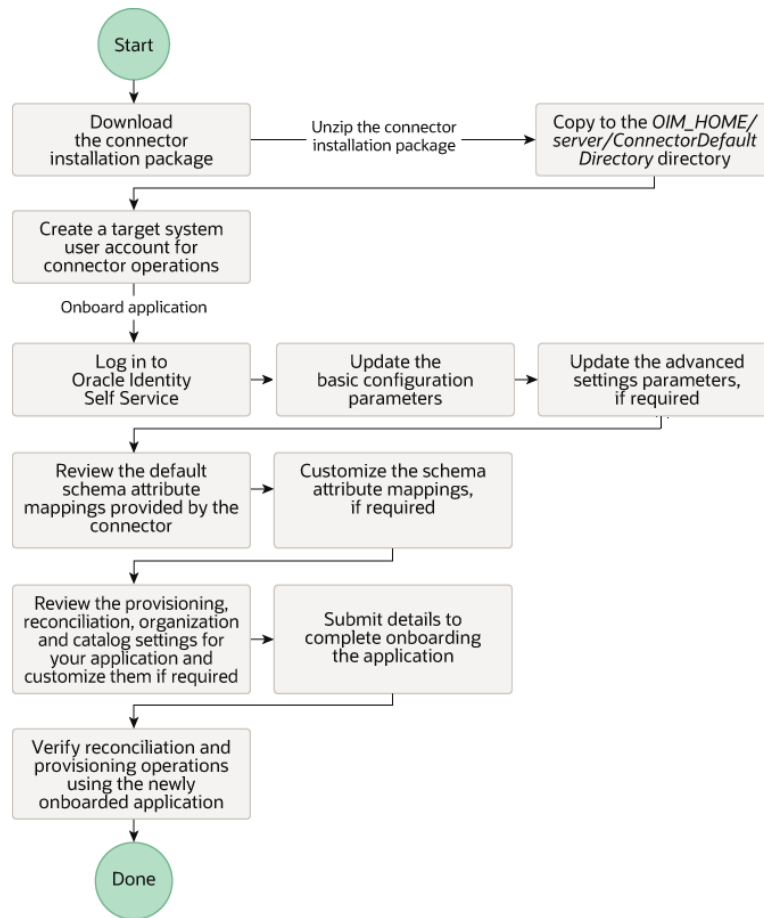 Start
Download
the connector
installation package
Unzip the connector
installation package
Copy to the OIM_HOME/
server/ConnectorDefault
Directory directory
Create a target system
user account for
connector operations
Onboard application
Log in to
Oracle Identity
Self Service
Update the
basic configuration
parameters
Update the advanced
settings parameters,
if required
Review the default
schema attribute
mappings provided by the
connector
Customize the schema
attribute mappings,
if required
Review the provisioning,
reconciliation, organization
and catalog settings for
your application and
customize them if required
Submit details to
complete onboarding
the application
Verify reconciliation and
provisioning operations
using the newly
onboarded application
Done